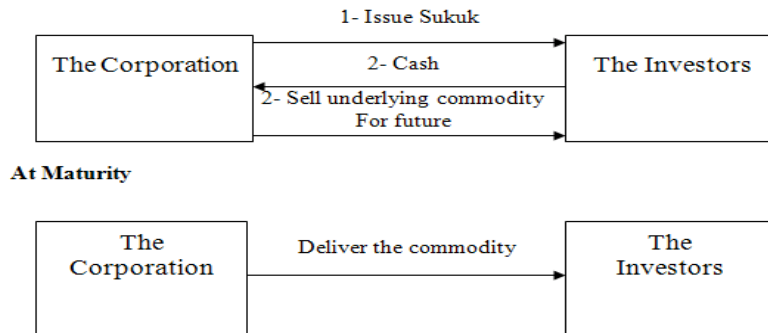 1- Issue Sukuk
The Corporation
2- Cash
The Investors
2- Sell underlying commodity
For future
At Maturity
The
Corporation
Deliver the commodity
The
Investors